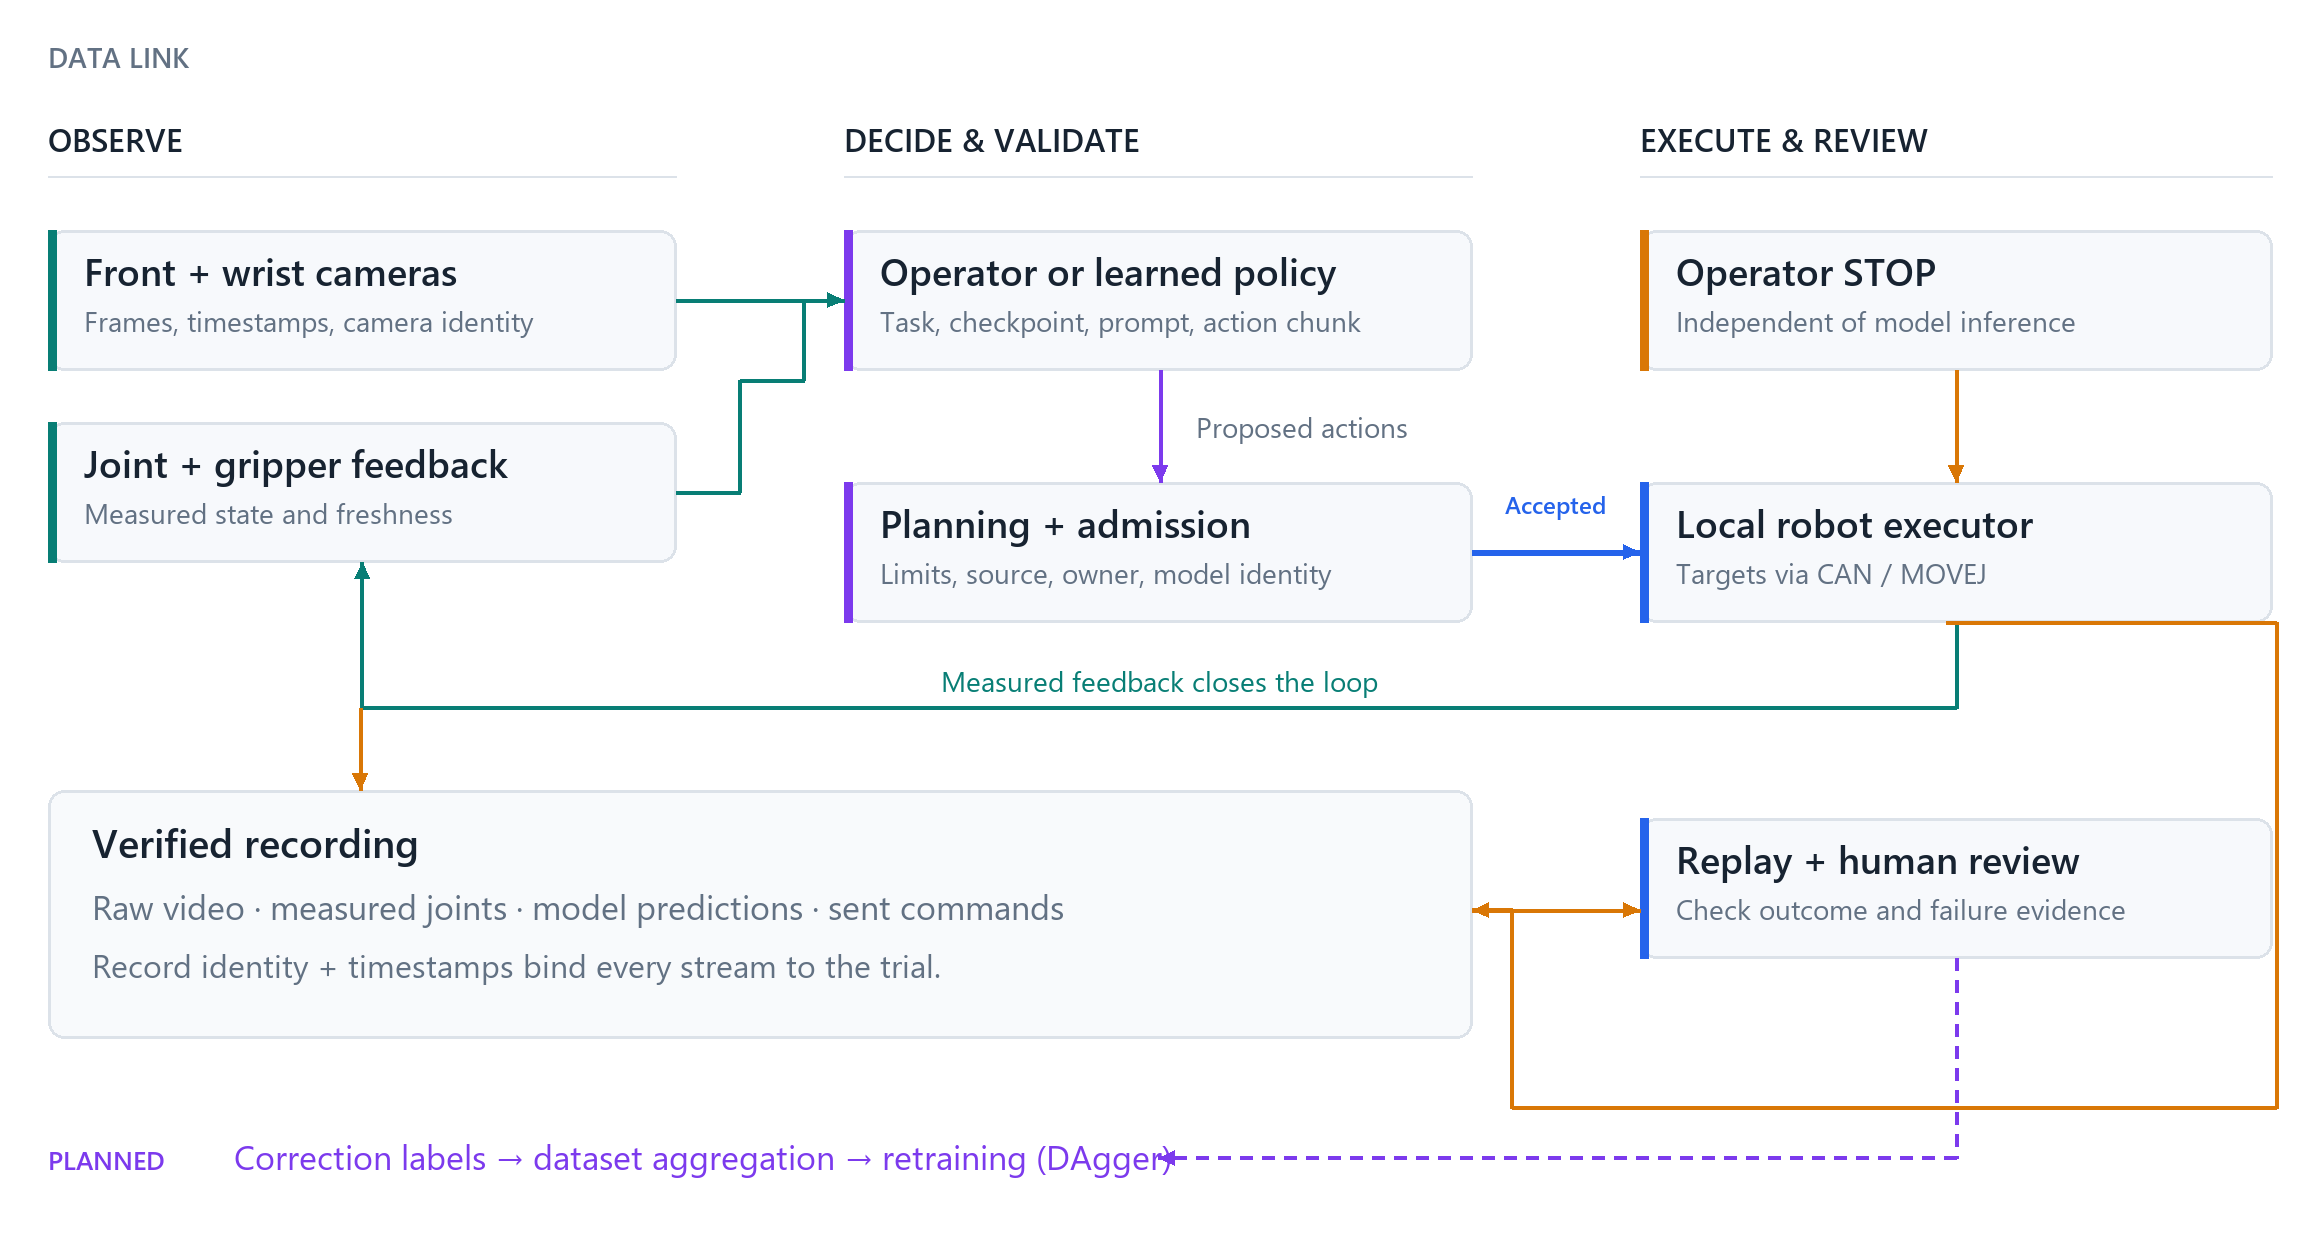 DATA LINK
OBSERVE
DECIDE & VALIDATE
EXECUTE & REVIEW
Front + wrist cameras
Frames, timestamps, camera identity
Operator or learned policy
Task, checkpoint, prompt, action chunk
Operator STOP
Independent of model inference
Proposed actions
Joint + gripper feedback
Measured state and freshness
Planning + admission
Limits, source, owner, model identity
Accepted
Local robot executor
Targets via CAN / MOVEJ
Measured feedback closes the loop
Verified recording
Raw video · measured joints · model predictions · sent commands
Record identity + timestamps bind every stream to the trial.
Replay + human review
Check outcome and failure evidence
PLANNED
Correction labels → dataset aggregation → retraining (DAgger)